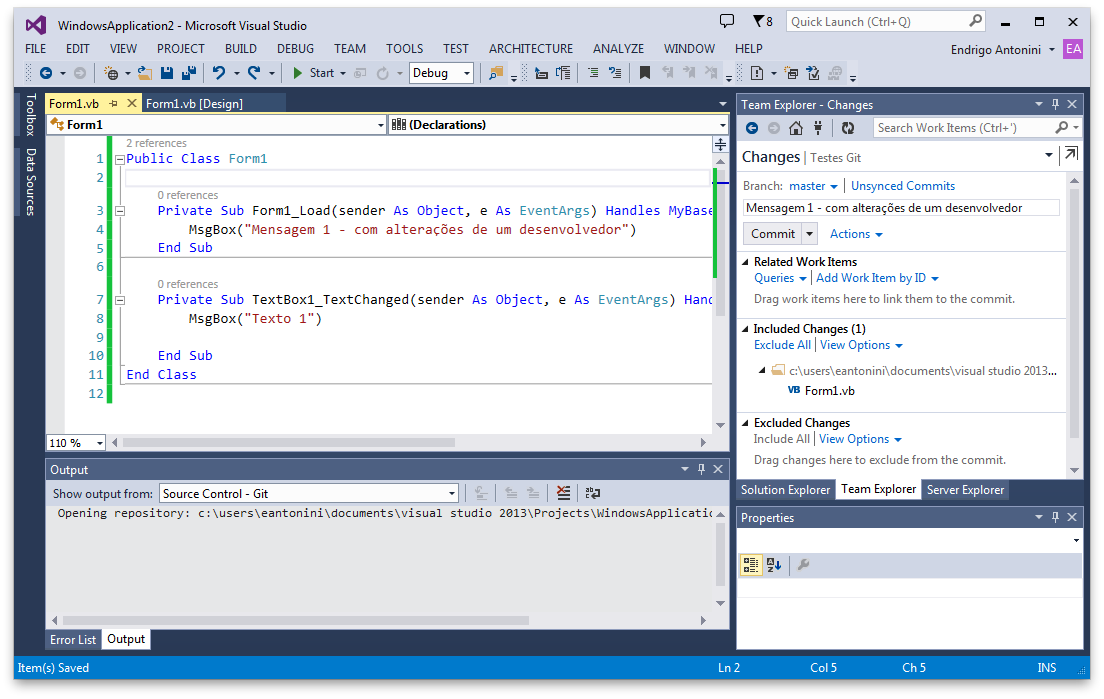 WindowsApplication2 - Microsoft Visual Studio
8
Quick Launch (Ctrl+Q)
FILE EDIT VIEW PROJECT BUILD DEBUG TEAM TOOLS TEST ARCHITECTURE ANALYZE WINDOW HELP
Endrigo Antonini EA
Start Debug
Toolbox
Data Sources
Form1.vb Form1.vb [Design]
Form1 (Declarations)
2 references
1 Public Class Form1
2
0 references
3 Private Sub Form1_Load(sender As Object, e As EventArgs) Handles MyBase
4 MsgBox("Mensagem 1 - com alterações de um desenvolvedor")
5 End Sub
6
0 references
7 Private Sub TextBox1_TextChanged(sender As Object, e As EventArgs) Hand
8 MsgBox("Texto 1")
9
10 End Sub
11 End Class
12
110 %
Output
Show output from: Source Control - Git
Opening repository: c:\users\eantonini\documents\visual studio 2013\Projects\WindowsApplicatio
Error List Output
Team Explorer - Changes
Search Work Items (Ctrl+')
Changes | Testes Git
Branch: master | Unsynced Commits
Mensagem 1 - com alterações de um desenvolvedor
Commit Actions
Related Work Items
Queries | Add Work Item by ID
Drag work items here to link them to the commit.
Included Changes (1)
Exclude All | View Options
c:\users\eantonini\documents\visual studio 2013...
VB Form1.vb
Excluded Changes
Include All | View Options
Drag changes here to exclude from the commit.
Solution Explorer Team Explorer Server Explorer
Properties
Item(s) Saved Ln 2 Col 5 Ch 5 INS